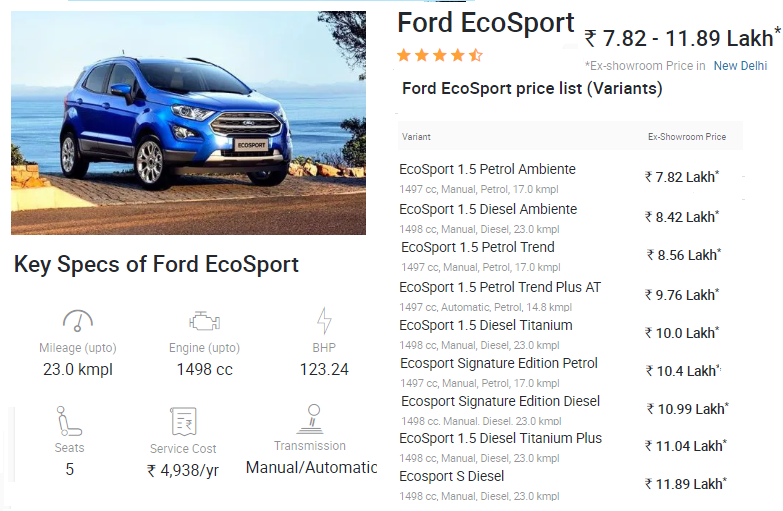 Ford EcoSport
₹ 7.82 - 11.89 Lakh*
*Ex-showroom Price in New Delhi
Ford EcoSport price list (Variants)
Variant Ex-Showroom Price
EcoSport 1.5 Petrol Ambiente
1497 cc, Manual, Petrol, 17.0 kmpl
₹ 7.82 Lakh*
EcoSport 1.5 Diesel Ambiente
1498 cc, Manual, Diesel, 23.0 kmpl
₹ 8.42 Lakh*
EcoSport 1.5 Petrol Trend
1497 cc, Manual, Petrol, 17.0 kmpl
₹ 8.56 Lakh*
EcoSport 1.5 Petrol Trend Plus AT
1497 cc, Automatic, Petrol, 14.8 kmpl
₹ 9.76 Lakh*
EcoSport 1.5 Diesel Titanium
1498 cc, Manual, Diesel, 23.0 kmpl
₹ 10.0 Lakh*
Ecosport Signature Edition Petrol
1497 cc, Manual, Petrol, 17.0 kmpl
₹ 10.4 Lakh*
Ecosport Signature Edition Diesel
1498 cc, Manual, Diesel, 23.0 kmpl
₹ 10.99 Lakh*
EcoSport 1.5 Diesel Titanium Plus
1498 cc, Manual, Diesel, 23.0 kmpl
₹ 11.04 Lakh*
Ecosport S Diesel
1498 cc, Manual, Diesel, 23.0 kmpl
₹ 11.89 Lakh*
Ford
ECOSPORT
Key Specs of Ford EcoSport
Mileage (upto) Engine (upto) BHP
23.0 kmpl 1498 cc 123.24
Seats Service Cost Transmission
5 ₹ 4,938/yr Manual/Automatic